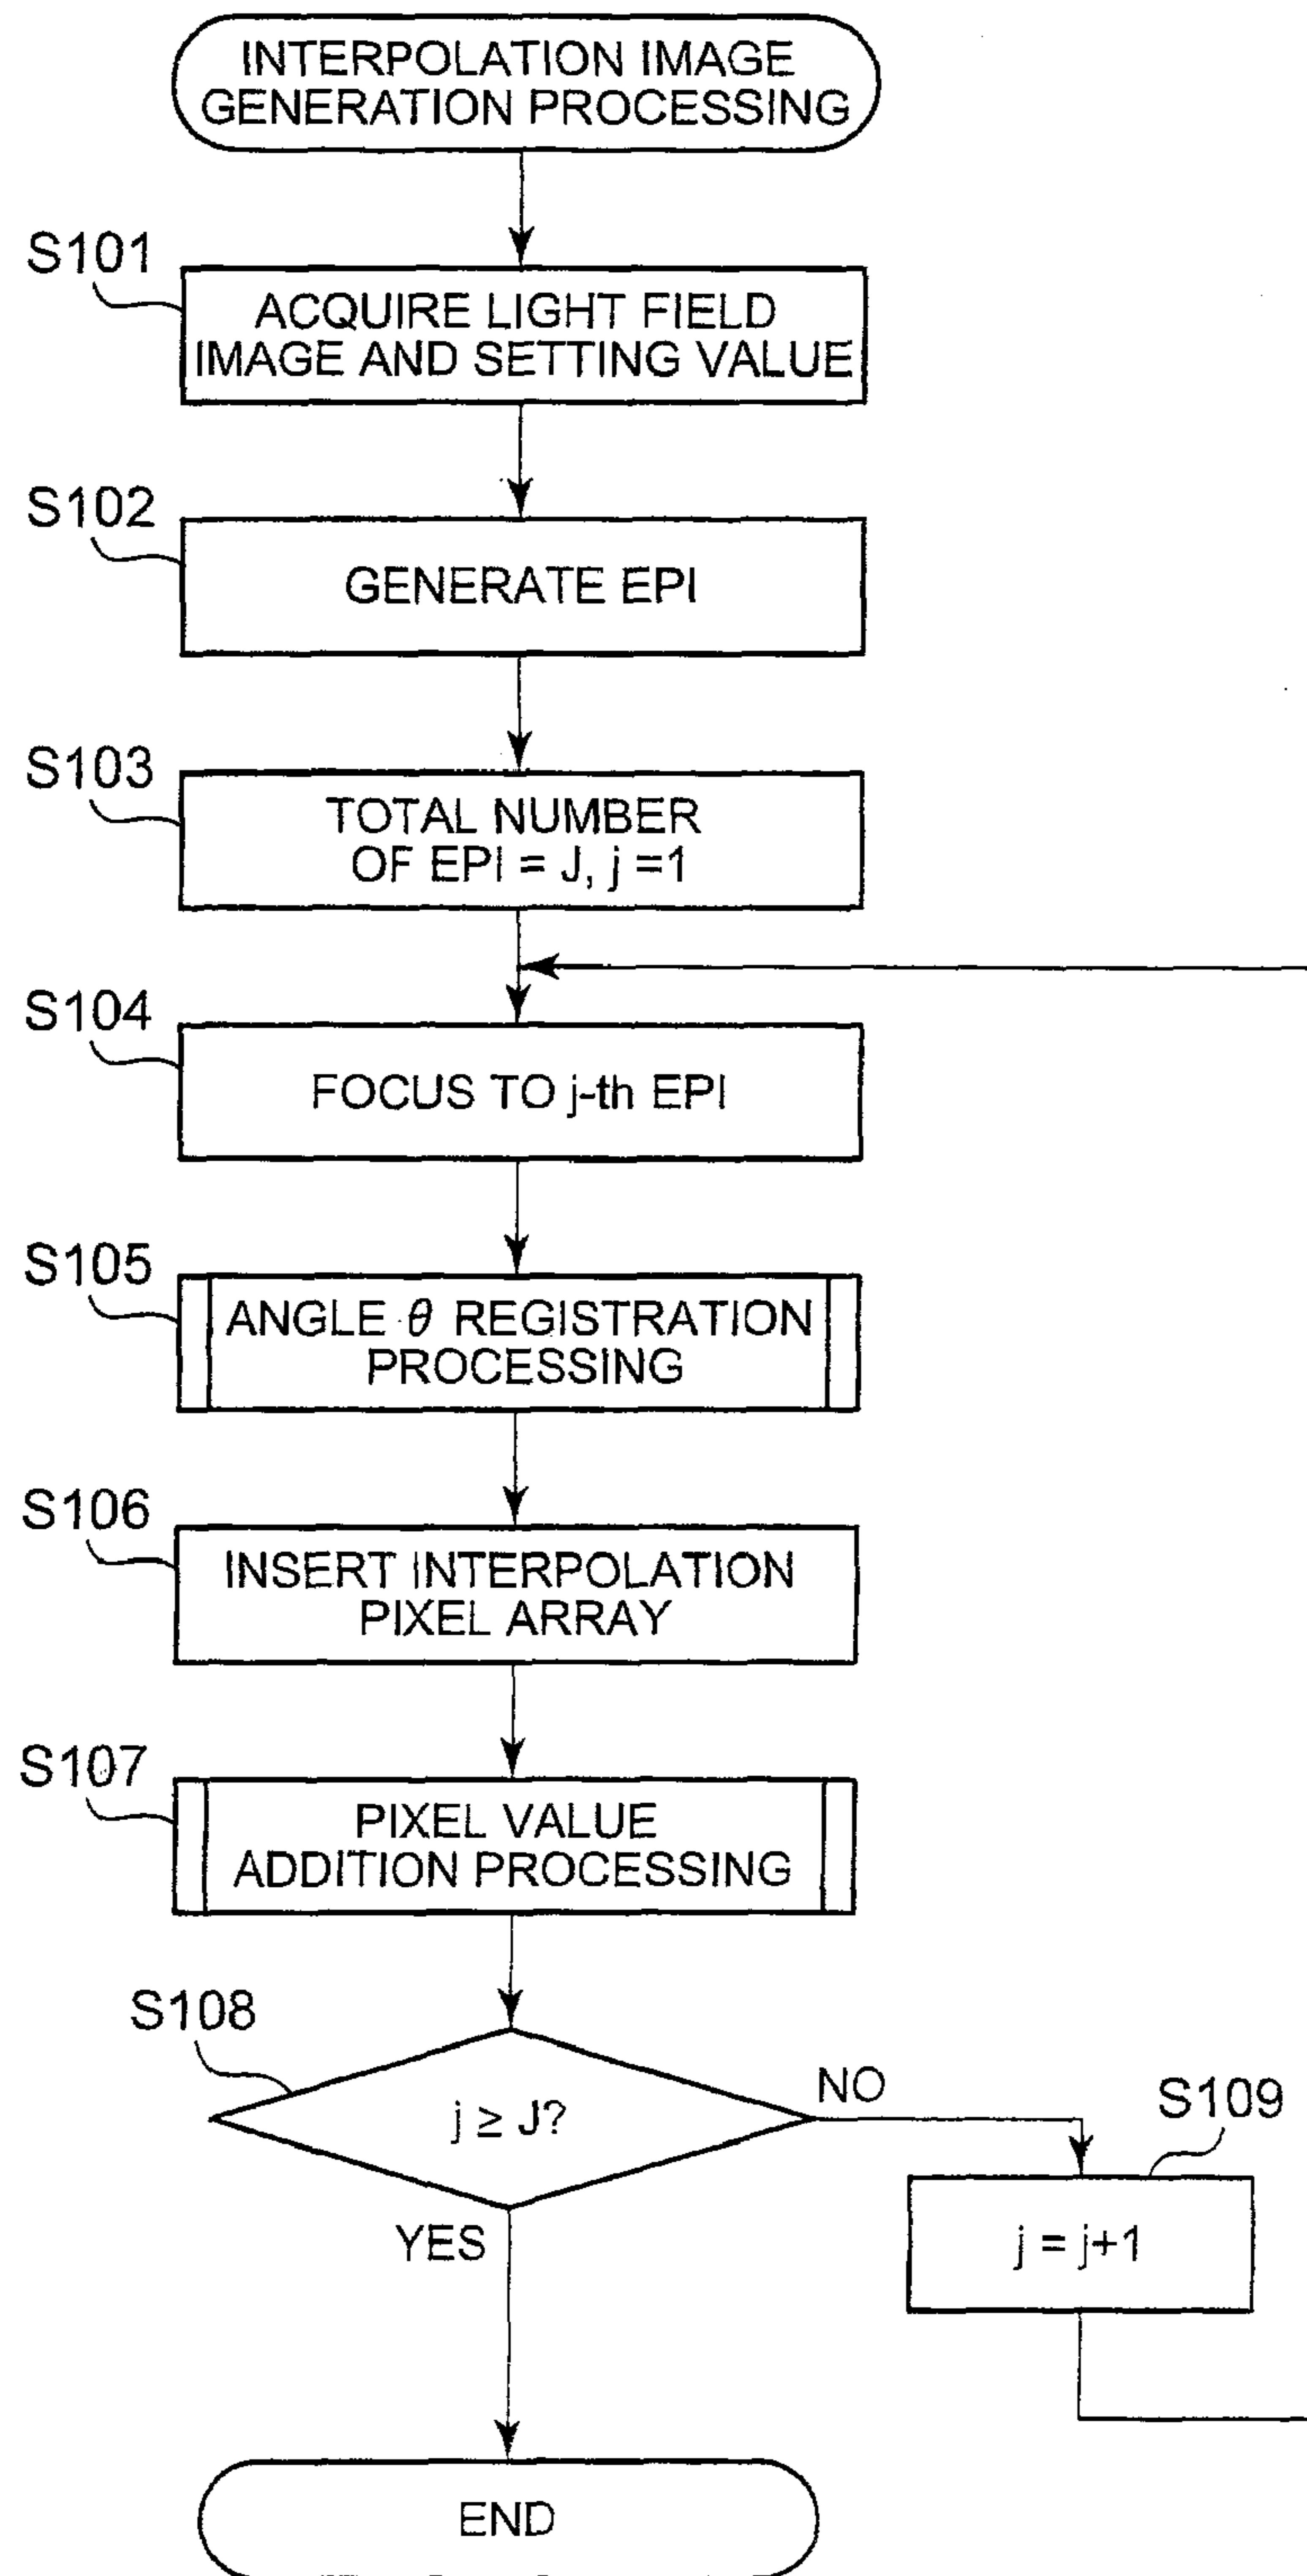 INTERPOLATION IMAGE
GENERATION PROCESSING
S101
ACQUIRE LIGHT FIELD
IMAGE AND SETTING VALUE
S102
GENERATE EPI
S103
TOTAL NUMBER
OF EPI = J, j =1
S104
FOCUS TO j-th EPI
S105
ANGLE θ REGISTRATION
PROCESSING
S106
INSERT INTERPOLATION
PIXEL ARRAY
S107
PIXEL VALUE
ADDITION PROCESSING
S108
j ≥ J?
NO
S109
j = j+1
YES
END